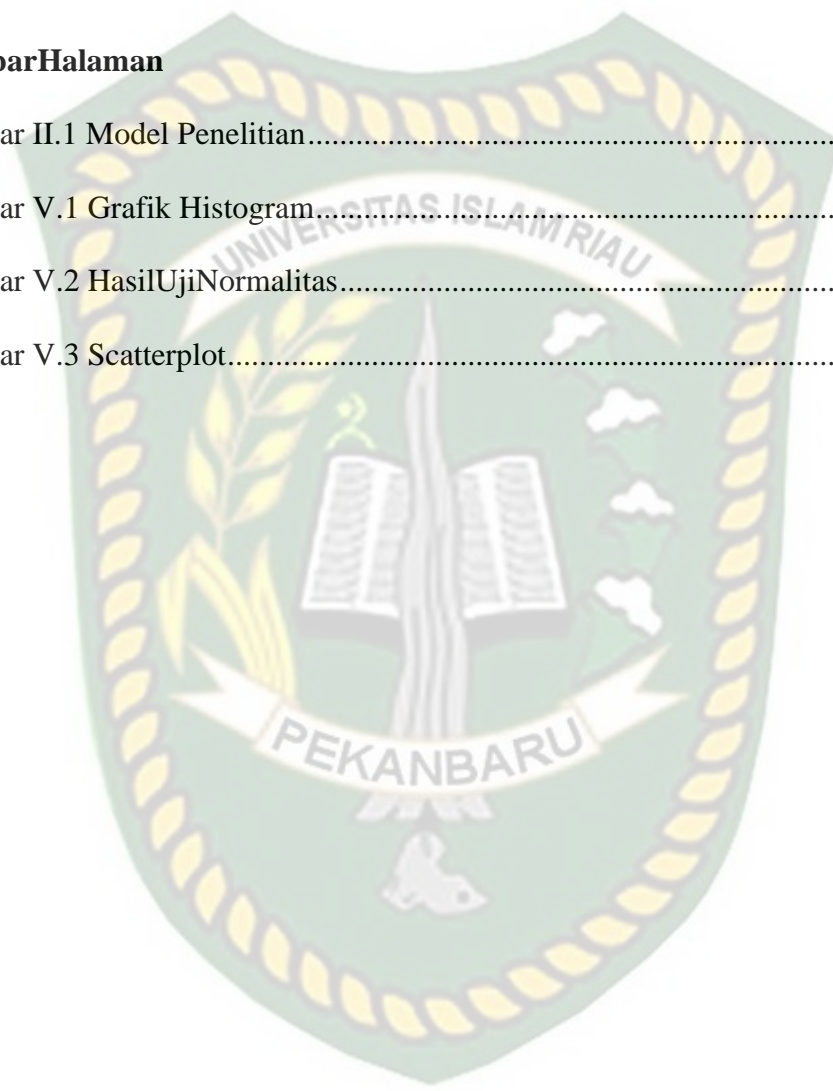 barHalaman
ar II.1 Model Penelitian....................................................................
ar V.1 Grafik Histogram...................................................................
UNIVERSITAS ISLAM RIAU
ar V.2 HasilUjiNormalitas................................................................
ar V.3 Scatterplot..............................................................................
PEKANBARU